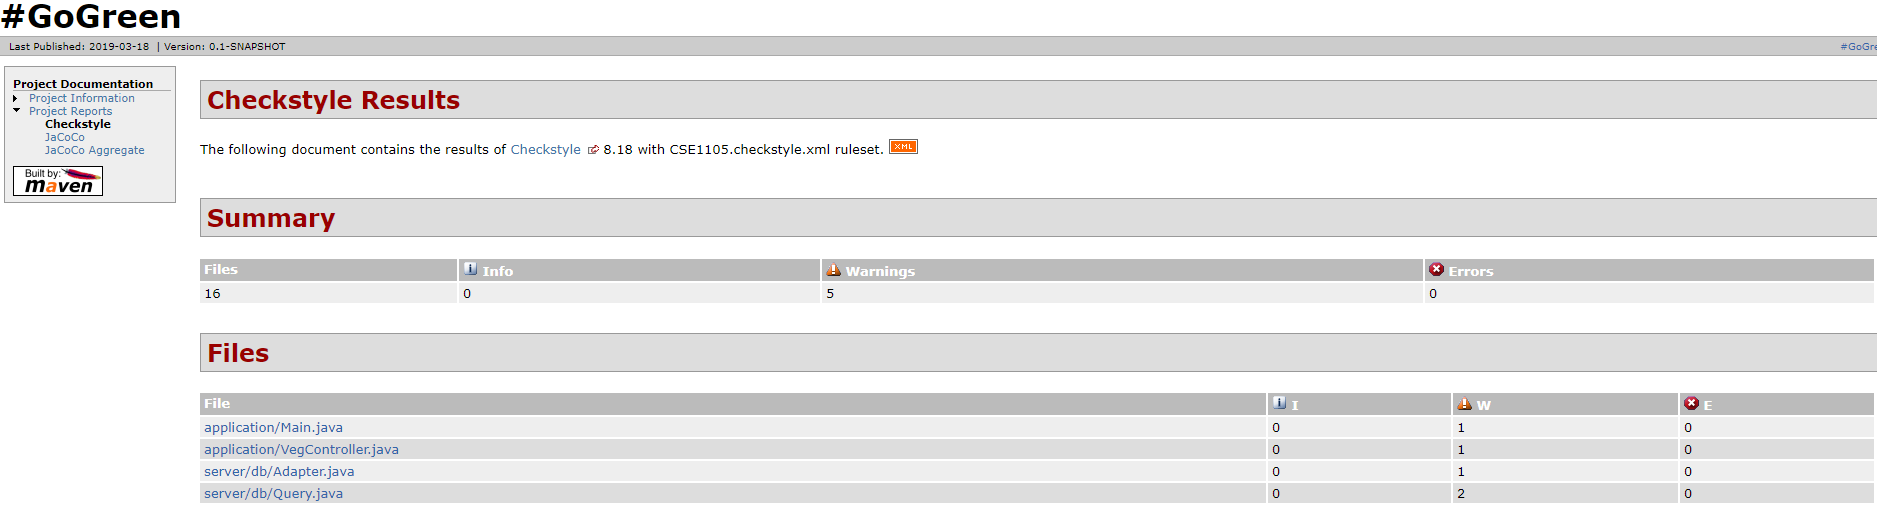 #GoGreen
Last Published: 2019-03-18 | Version: 0.1-SNAPSHOT
#GoGre
Project Documentation
Project Information
Project Reports
Checkstyle
JaCoCo
JaCoCo Aggregate
Built by:
maven
Checkstyle Results
The following document contains the results of Checkstyle 8.18 with CSE1105.checkstyle.xml ruleset. XML
Summary
Files Info Warnings Errors
16 0 5 0
Files
File I W E
application/Main.java 0 1 0
application/VegController.java 0 1 0
server/db/Adapter.java 0 1 0
server/db/Query.java 0 2 0